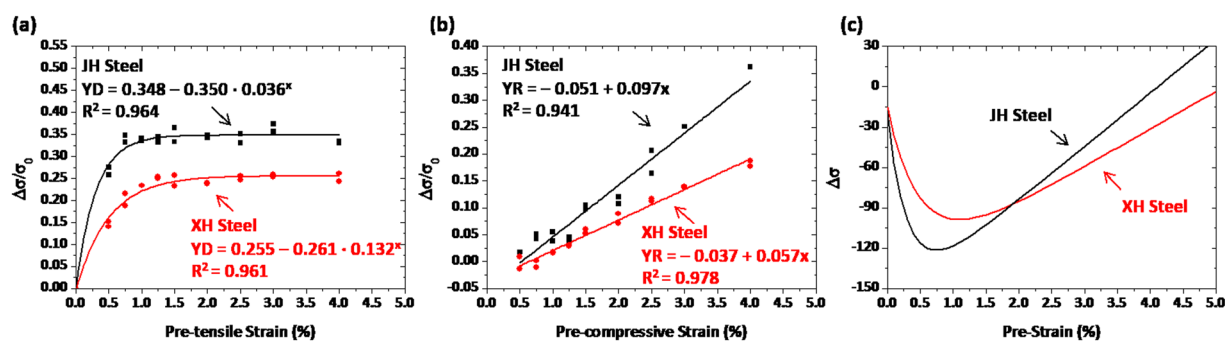 (a)
0.55
0.50
0.45
0.40
0.35
0.30
0.25
0.20
0.15
0.10
0.05
0.00
Δσ/σ₀
JH Steel
YD = 0.348 − 0.350 · 0.036ˣ
R² = 0.964
XH Steel
YD = 0.255 − 0.261 · 0.132ˣ
R² = 0.961
0.0 0.5 1.0 1.5 2.0 2.5 3.0 3.5 4.0 4.5 5.0
Pre-tensile Strain (%)
(b)
0.40
0.35
0.30
0.25
0.20
0.15
0.10
0.05
0.00
-0.05
Δσ/σ₀
JH Steel
YR = − 0.051 + 0.097x
R² = 0.941
XH Steel
YR = − 0.037 + 0.057x
R² = 0.978
0.0 0.5 1.0 1.5 2.0 2.5 3.0 3.5 4.0 4.5 5.0
Pre-compressive Strain (%)
(c)
30
0
-30
-60
-90
-120
-150
Δσ
JH Steel
XH Steel
0.0 0.5 1.0 1.5 2.0 2.5 3.0 3.5 4.0 4.5 5.0
Pre-Strain (%)